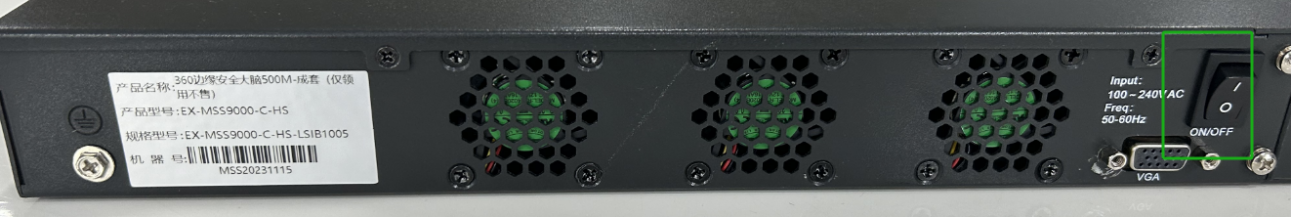 产品名称:360边缘安全大脑500M-成套（仅领
用不售）
产品型号:EX-MSS9000-C-HS
规格型号:EX-MSS9000-C-HS-LSIB1005
机 器 号:
MSS20231115
Input:
100~240VAC
Freq:
50-60Hz
I
O
ON/OFF
VGA